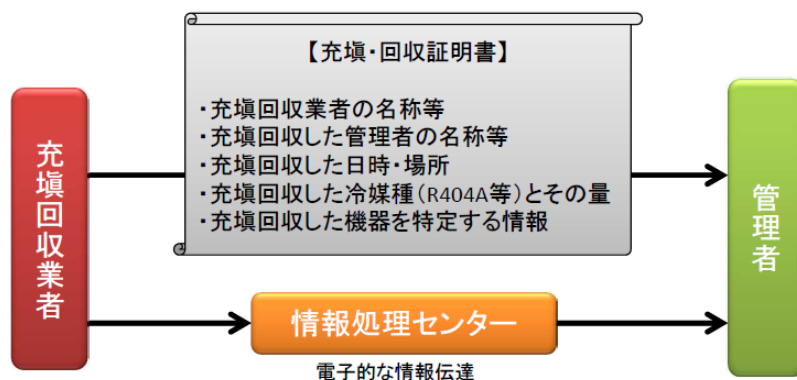 【充塡・回収証明書】
・充塡回収業者の名称等
・充塡回収した管理者の名称等
・充塡回収した日時・場所
・充塡回収した冷媒種(R404A等)とその量
・充塡回収した機器を特定する情報
充塡回収業者
管理者
情報処理センター
電子的な情報伝達